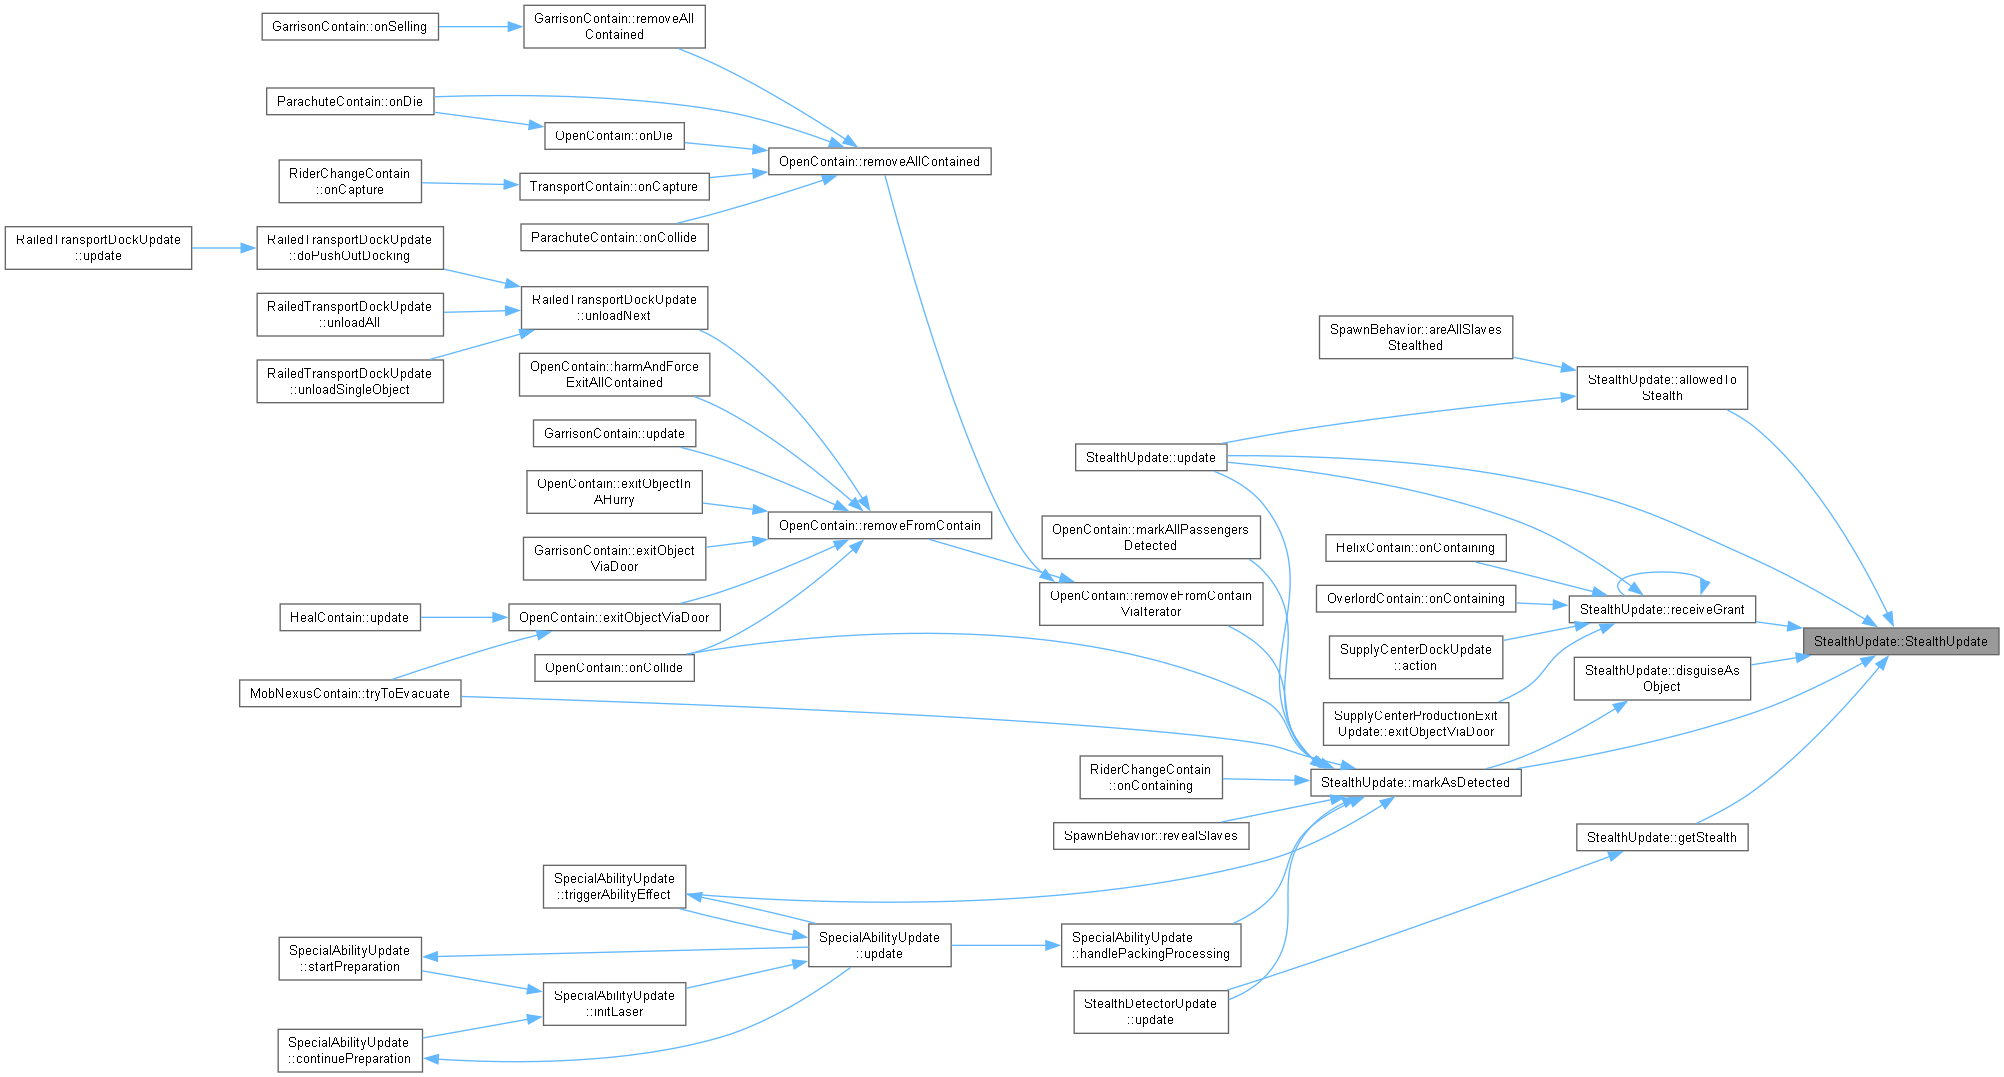 GarrisonContain::onSelling
GarrisonContain::removeAll
Contained
ParachuteContain::onDie
OpenContain::onDie
OpenContain::removeAllContained
RiderChangeContain
::onCapture
TransportContain::onCapture
ParachuteContain::onCollide
RailedTransportDockUpdate
::update
RailedTransportDockUpdate
::doPushOutDocking
RailedTransportDockUpdate
::unloadAll
RailedTransportDockUpdate
::unloadSingleObject
RailedTransportDockUpdate
::unloadNext
OpenContain::harmAndForce
ExitAllContained
GarrisonContain::update
OpenContain::exitObjectIn
AHurry
OpenContain::removeFromContain
GarrisonContain::exitObject
ViaDoor
HealContain::update
OpenContain::exitObjectViaDoor
OpenContain::onCollide
MobNexusContain::tryToEvacuate
SpawnBehavior::areAllSlaves
Stealthed
StealthUpdate::allowedTo
Stealth
StealthUpdate::update
OpenContain::markAllPassengers
Detected
OpenContain::removeFromContain
ViaIterator
HelixContain::onContaining
OverlordContain::onContaining
StealthUpdate::receiveGrant
SupplyCenterDockUpdate
::action
StealthUpdate::StealthUpdate
StealthUpdate::disguiseAs
Object
SupplyCenterProductionExit
Update::exitObjectViaDoor
RiderChangeContain
::onContaining
StealthUpdate::markAsDetected
SpawnBehavior::revealSlaves
StealthUpdate::getStealth
SpecialAbilityUpdate
::triggerAbilityEffect
SpecialAbilityUpdate
::startPreparation
SpecialAbilityUpdate
::update
SpecialAbilityUpdate
::handlePackingProcessing
SpecialAbilityUpdate
::initLaser
StealthDetectorUpdate
::update
SpecialAbilityUpdate
::continuePreparation